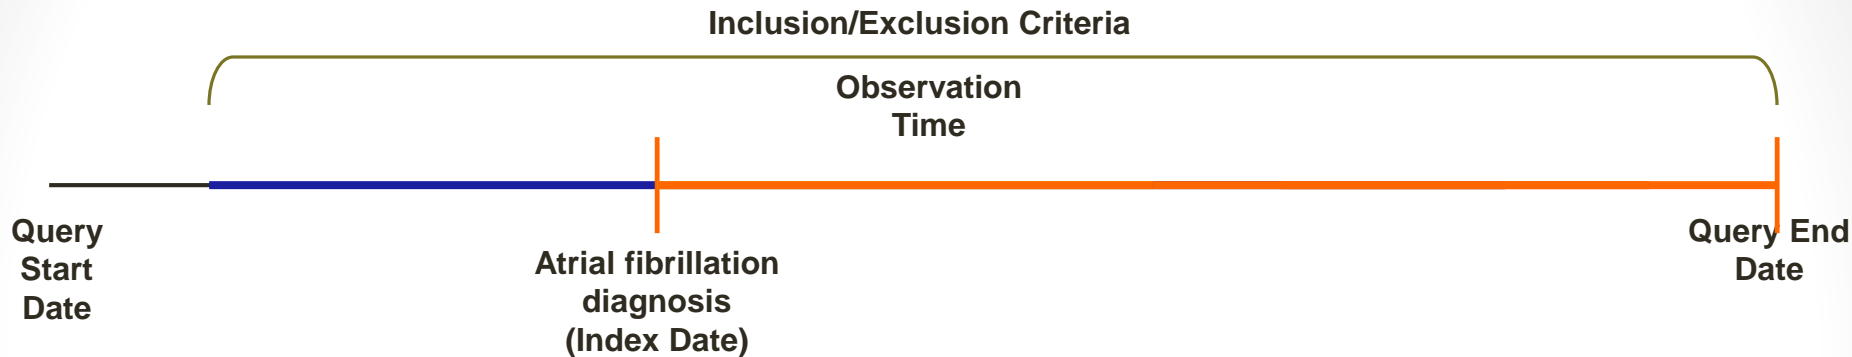 Inclusion/Exclusion Criteria
Observation
Time
Query
Start
Date
Atrial fibrillation
diagnosis
(Index Date)
Query End
Date